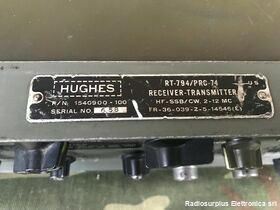 HUGHES
P/N: 1540900-100
SERIAL NO. 658
RT-794/PRC-74
US
RECEIVER-TRANSMITTER
HF-SSB/CW, 2-12 MC
FR-36-039-Z-5-14546(E)
Radiosurplus Elettronica srl